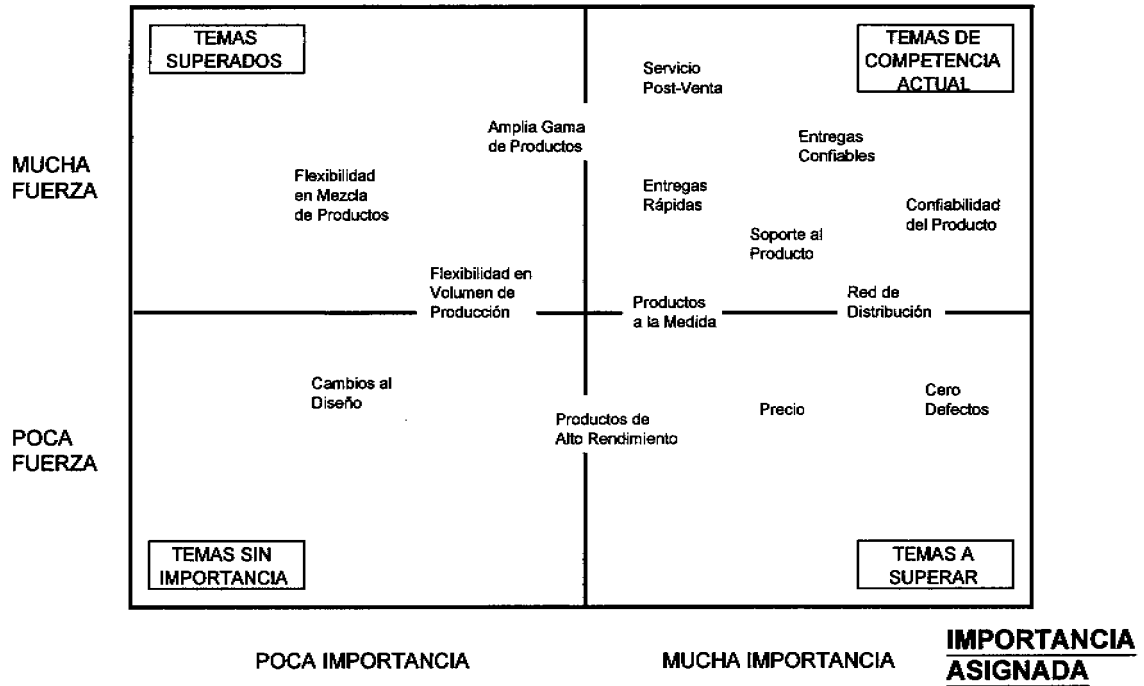 TEMAS
SUPERADOS
TEMAS DE
COMPETENCIA
ACTUAL
Servicio
Post-Venta
Amplia Gama
de Productos
Entregas
Confiables
MUCHA
FUERZA
Flexibilidad
en Mezcla
de Productos
Entregas
Rápidas
Confiabilidad
del Producto
Soporte al
Producto
Flexibilidad en
Volumen de
Producción
Productos
a la Medida
Red de
Distribución
Cambios al
Diseño
Productos de
Alto Rendimiento
Precio
Cero
Defectos
POCA
FUERZA
TEMAS SIN
IMPORTANCIA
TEMAS A
SUPERAR
POCA IMPORTANCIA
MUCHA IMPORTANCIA
IMPORTANCIA
ASIGNADA